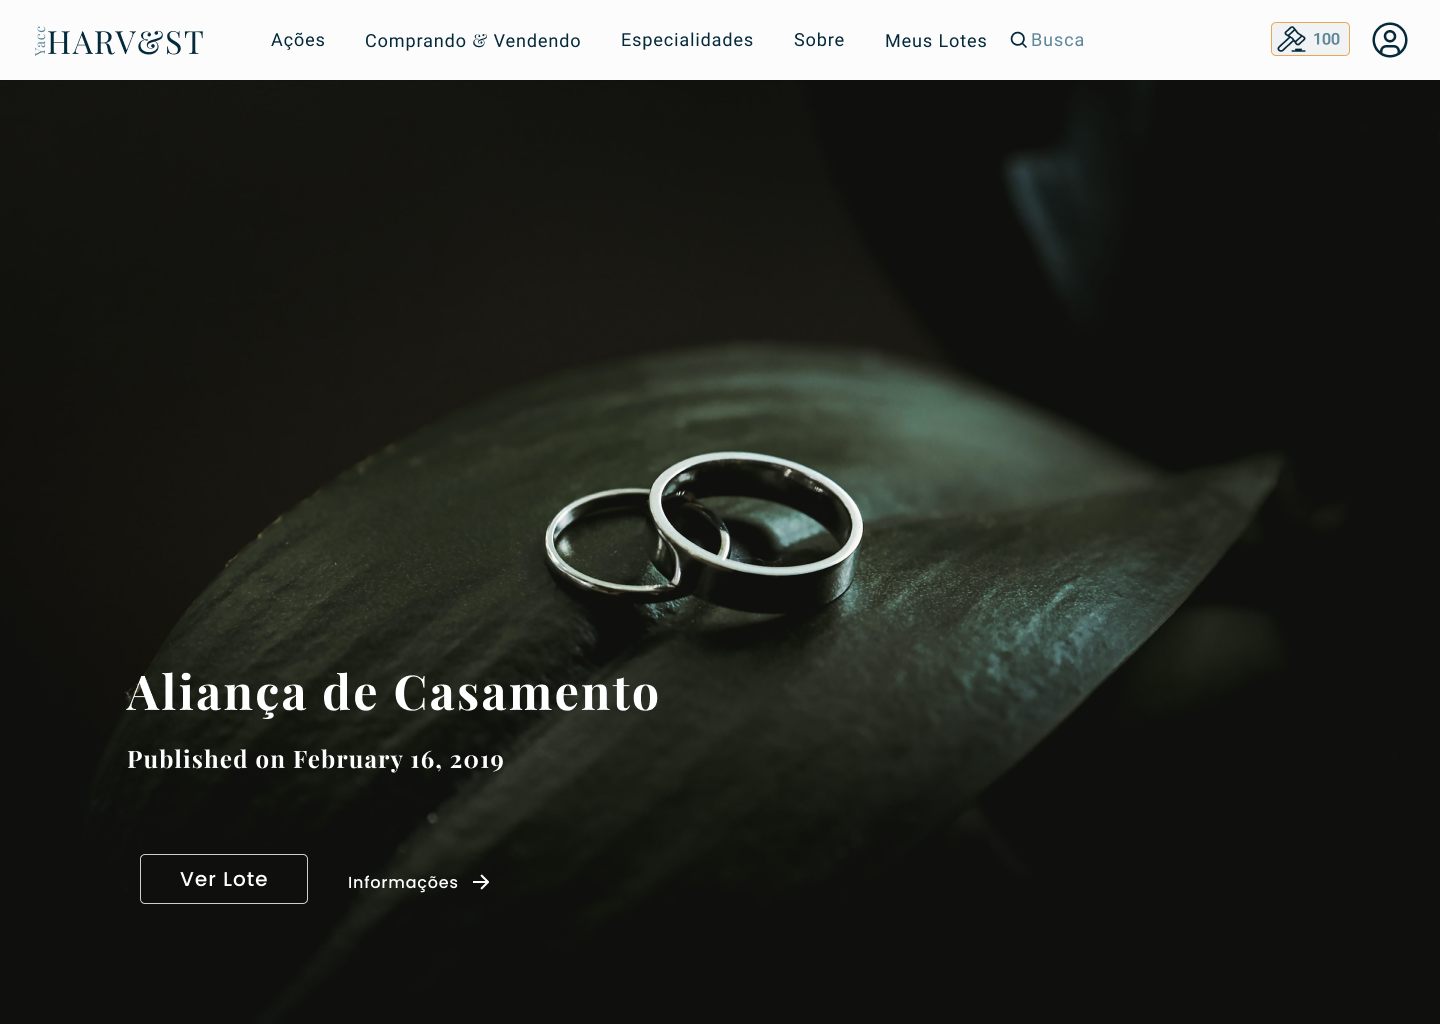 Yacc HARV&ST
Ações Comprando & Vendendo Especialidades Sobre Meus Lotes Busca 100
Aliança de Casamento
Published on February 16, 2019
Ver Lote Informações